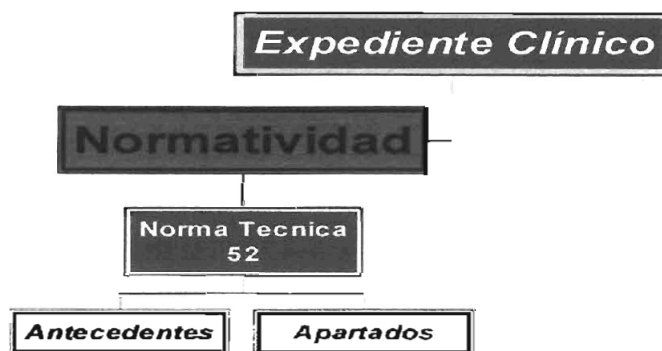 Expediente Clínico
Normatividad
Norma Tecnica
52
Antecedentes
Apartados